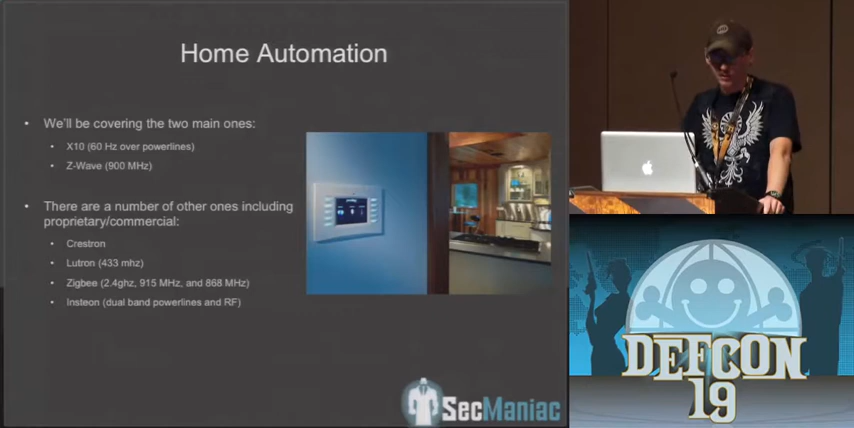 Home Automation
• We'll be covering the two main ones:
• X10 (60 Hz over powerlines)
• Z-Wave (900 MHz)
• There are a number of other ones including
proprietary/commercial:
• Crestron
• Lutron (433 mhz)
• Zigbee (2.4ghz, 915 MHz, and 868 MHz)
• Insteon (dual band powerlines and RF)
SecManiac
DEFCON
19